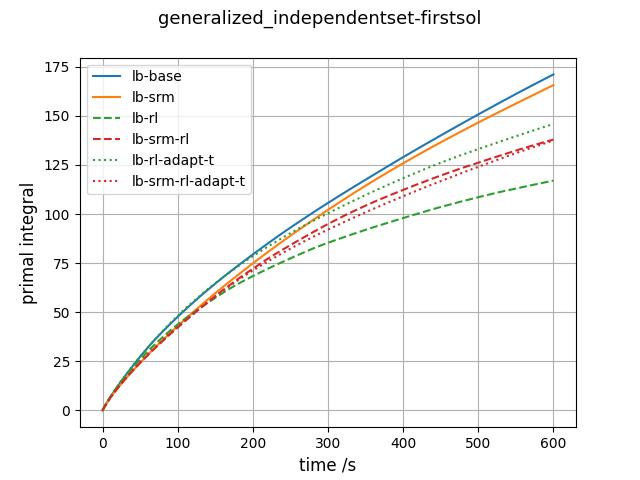 generalized_independentset-firstsol
lb-base
lb-srm
lb-rl
lb-srm-rl
lb-rl-adapt-t
lb-srm-rl-adapt-t
175
150
125
100
75
50
25
0
primal integral
0 100 200 300 400 500 600
time /s